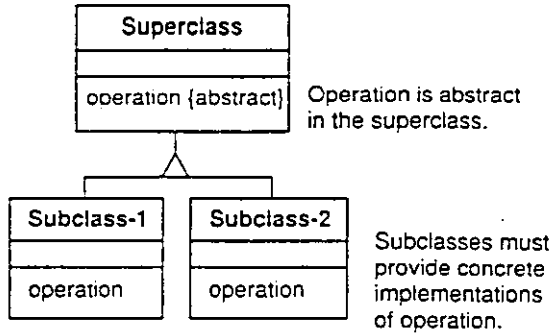 Superclass
operation {abstract}
Operation is abstract
in the superclass.
Subclass-1
Subclass-2
operation
operation
Subclasses must
provide concrete
implementations
of operation.